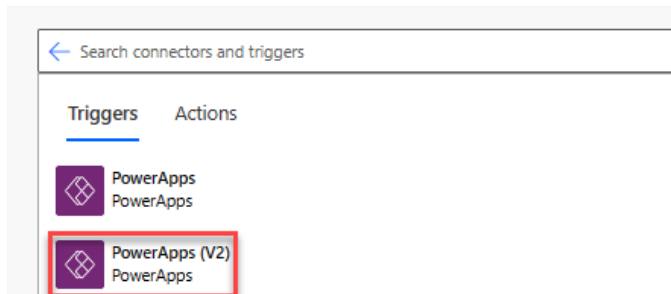 Search connectors and triggers
Triggers Actions
PowerApps
PowerApps
PowerApps (V2)
PowerApps